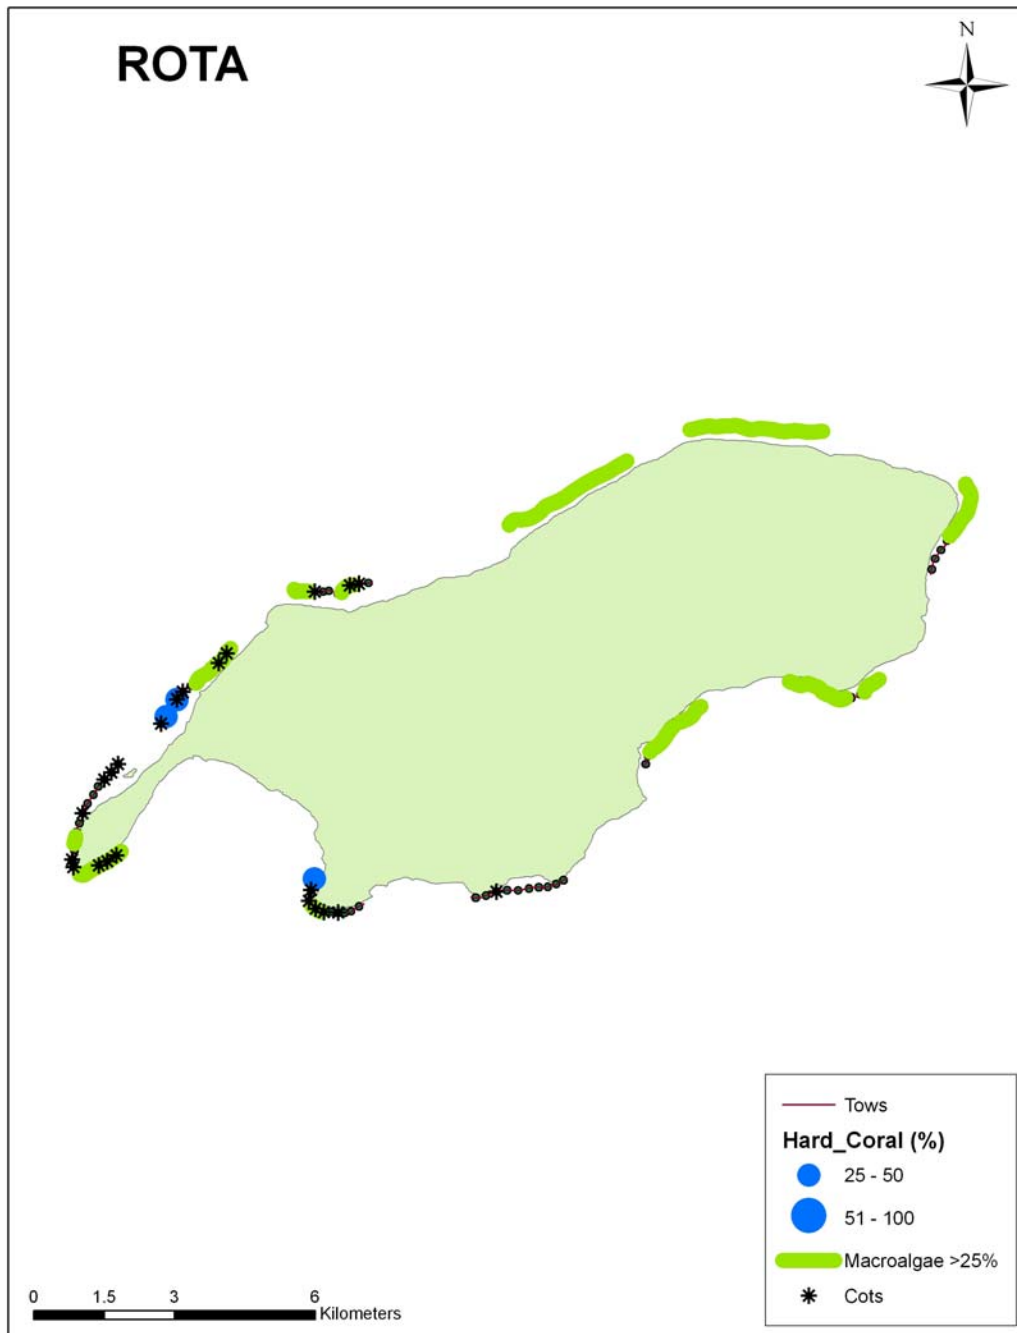 ROTA
N
Tows
Hard_Coral (%)
25 - 50
51 - 100
Macroalgae >25%
Cots
0 1.5 3 6
Kilometers